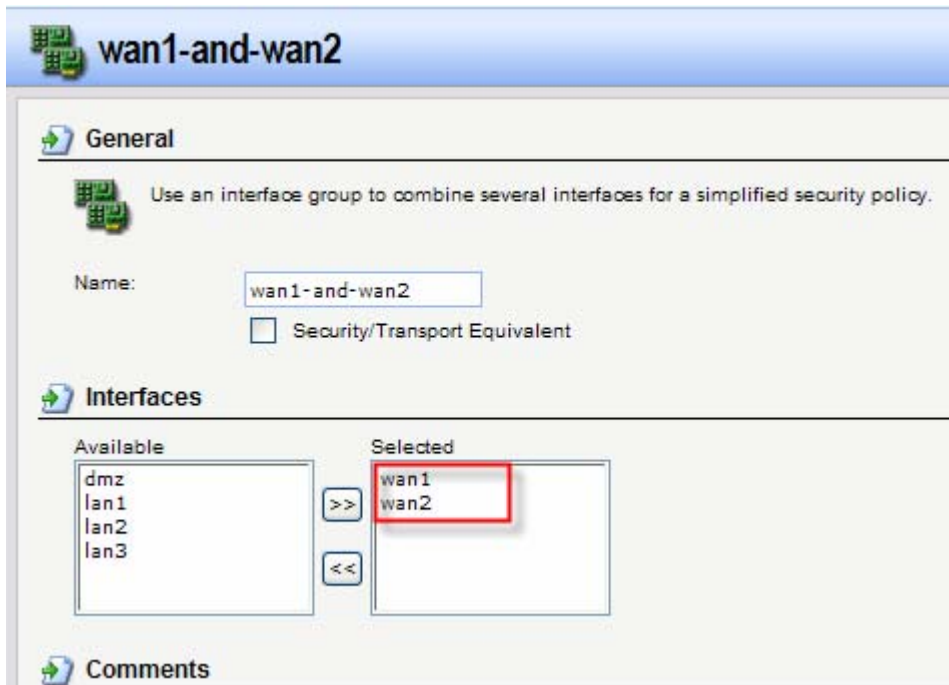 wan1-and-wan2
General
Use an interface group to combine several interfaces for a simplified security policy.
Name:
wan1-and-wan2
Security/Transport Equivalent
Interfaces
Available
Selected
dmz
lan1
lan2
lan3
>>
<<
wan1
wan2
Comments